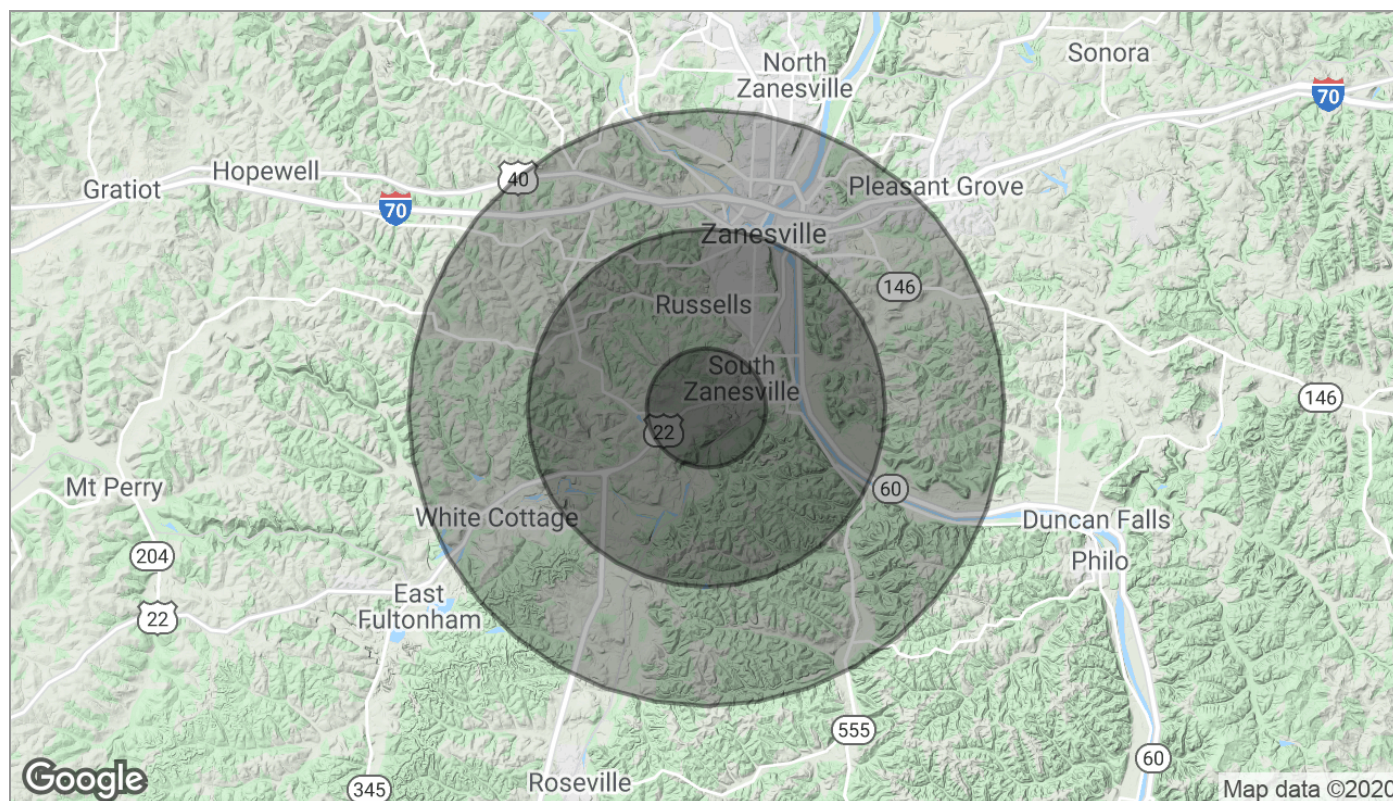 Sonora
North
Zanesville
70
Hopewell
40
Gratiot
70
Pleasant Grove
Zanesville
146
Russells
South
Zanesville
146
22
Mt Perry
60
White Cottage
Duncan Falls
204
Philo
East
Fultonham
22
555
60
Google
Roseville
345
Map data ©2020